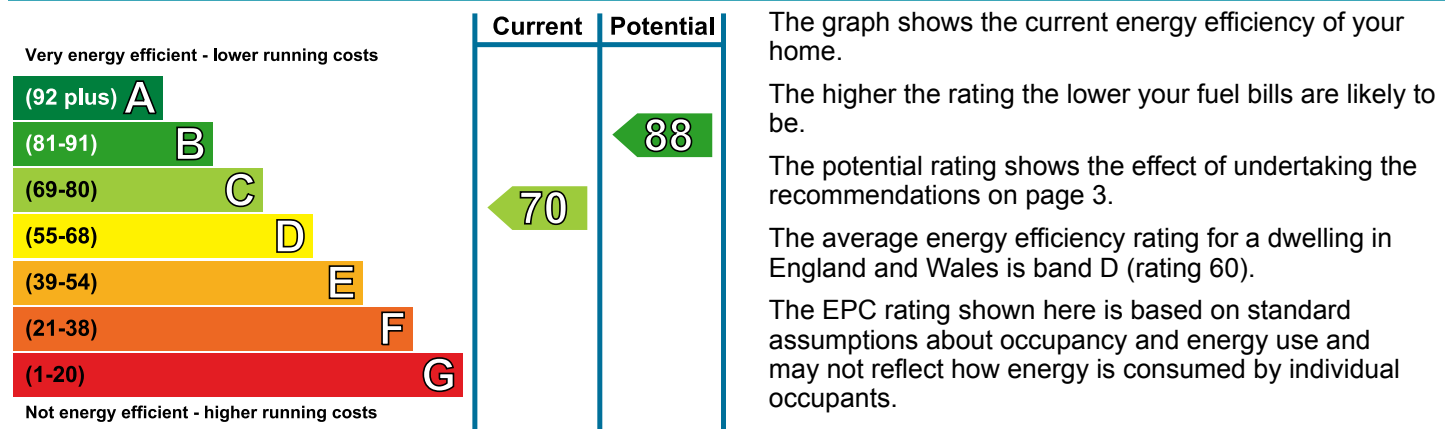 Current Potential
Very energy efficient - lower running costs
(92 plus) A
(81-91) B
88
(69-80) C
70
(55-68) D
(39-54) E
(21-38) F
(1-20) G
Not energy efficient - higher running costs
The graph shows the current energy efficiency of your
home.
The higher the rating the lower your fuel bills are likely to
be.
The potential rating shows the effect of undertaking the
recommendations on page 3.
The average energy efficiency rating for a dwelling in
England and Wales is band D (rating 60).
The EPC rating shown here is based on standard
assumptions about occupancy and energy use and
may not reflect how energy is consumed by individual
occupants.